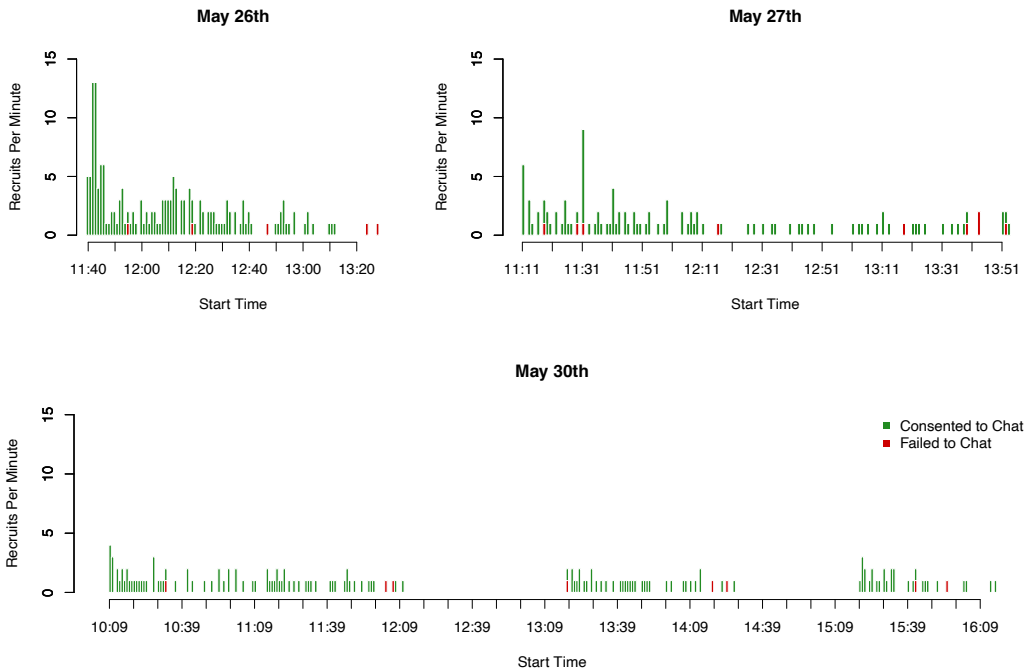 May 26th
Recruits Per Minute
15
10
5
0
11:40 12:00 12:20 12:40 13:00 13:20
Start Time
May 27th
Recruits Per Minute
15
10
5
0
11:11 11:31 11:51 12:11 12:31 12:51 13:11 13:31 13:51
Start Time
May 30th
Recruits Per Minute
15
10
5
0
Consented to Chat
Failed to Chat
10:09 10:39 11:09 11:39 12:09 12:39 13:09 13:39 14:09 14:39 15:09 15:39 16:09
Start Time